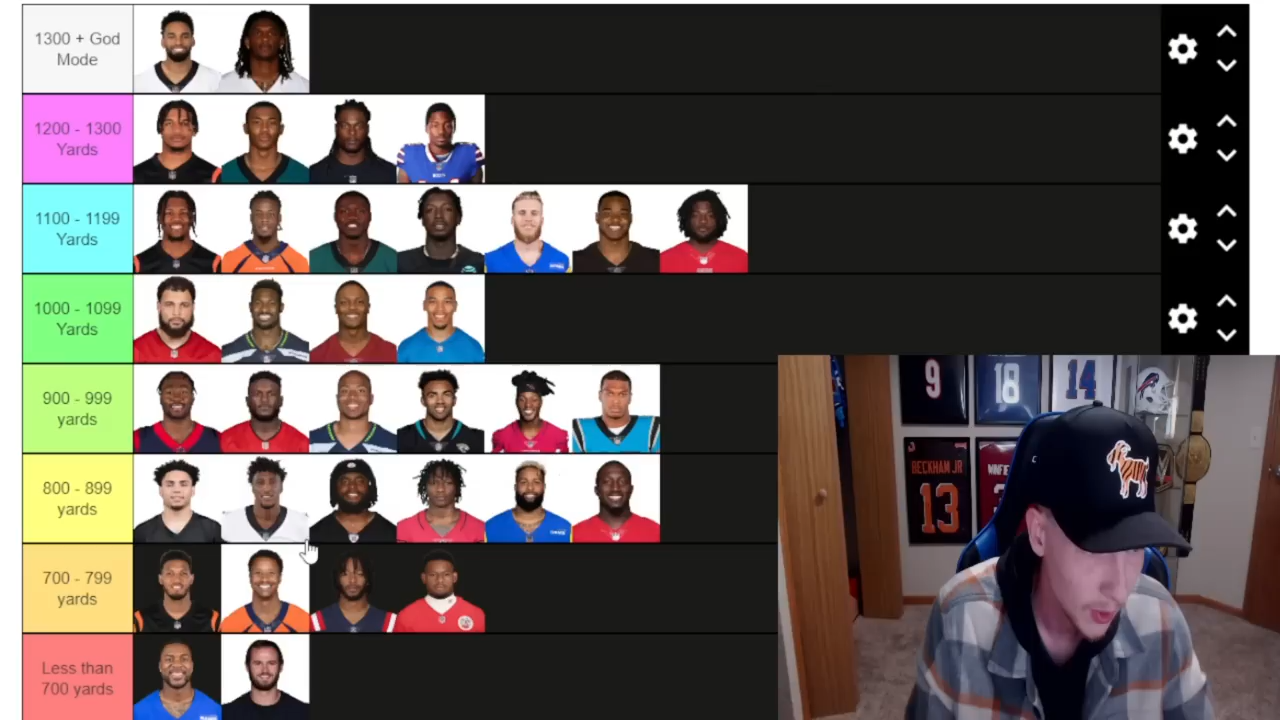 1300 + God
Mode
1200 - 1300
Yards
1100 - 1199
Yards
1000 - 1099
Yards
900 - 999
yards
800 - 899
yards
700 - 799
yards
Less than
700 yards
9
18
14
BECKHAM JR
13